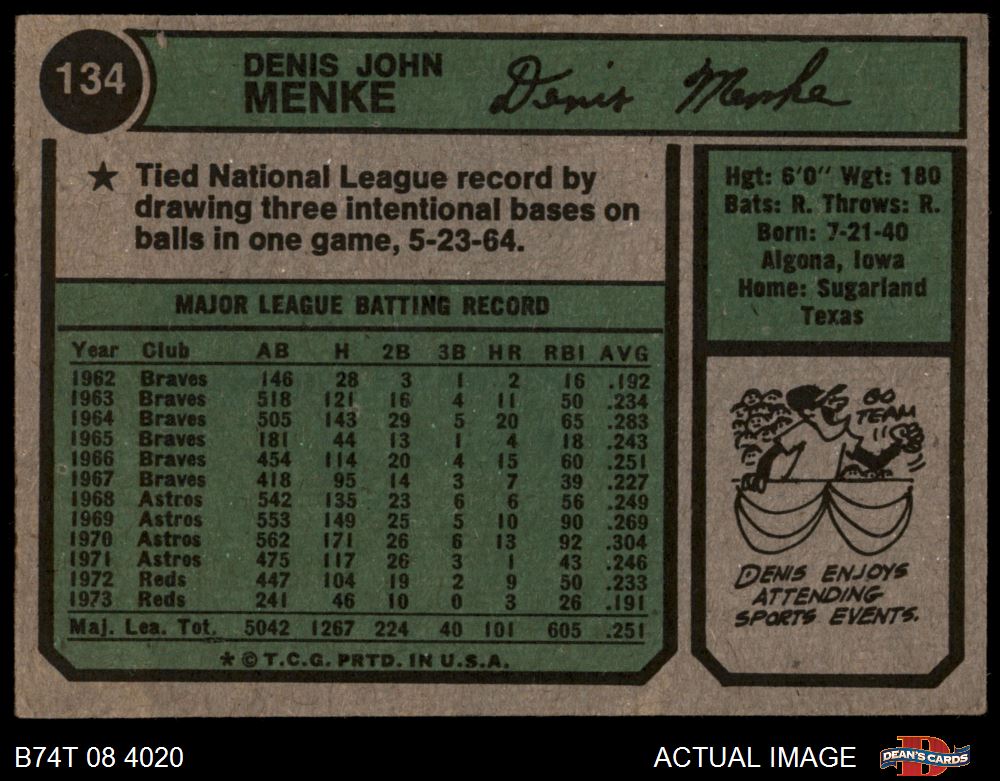 134
DENIS JOHN
MENKE
Denis Menke
★ Tied National League record by
drawing three intentional bases on
balls in one game, 5-23-64.
Hgt: 6'0" Wgt: 180
Bats: R. Throws: R.
Born: 7-21-40
Algona, Iowa
Home: Sugarland
Texas
MAJOR LEAGUE BATTING RECORD
Year Club AB H 2B 3B HR RBI AVG
1962 Braves 146 28 3 1 2 16 .192
1963 Braves 518 121 16 4 11 50 .234
1964 Braves 505 143 29 5 20 65 .283
1965 Braves 181 44 13 1 4 18 .243
1966 Braves 454 114 20 4 15 60 .251
1967 Braves 418 95 14 3 7 39 .227
1968 Astros 542 135 23 6 6 56 .249
1969 Astros 553 149 25 5 10 90 .269
1970 Astros 562 171 26 6 13 92 .304
1971 Astros 475 117 26 3 1 43 .246
1972 Reds 447 104 19 2 9 50 .233
1973 Reds 241 46 10 0 3 26 .191
Maj. Lea. Tot. 5042 1267 224 40 101 605 .251
* © T.C.G. PRTD. IN U.S.A.
GO
TEAM
DENIS ENJOYS
ATTENDING
SPORTS EVENTS.
B74T 08 4020
ACTUAL IMAGE
DEAN'S CARDS